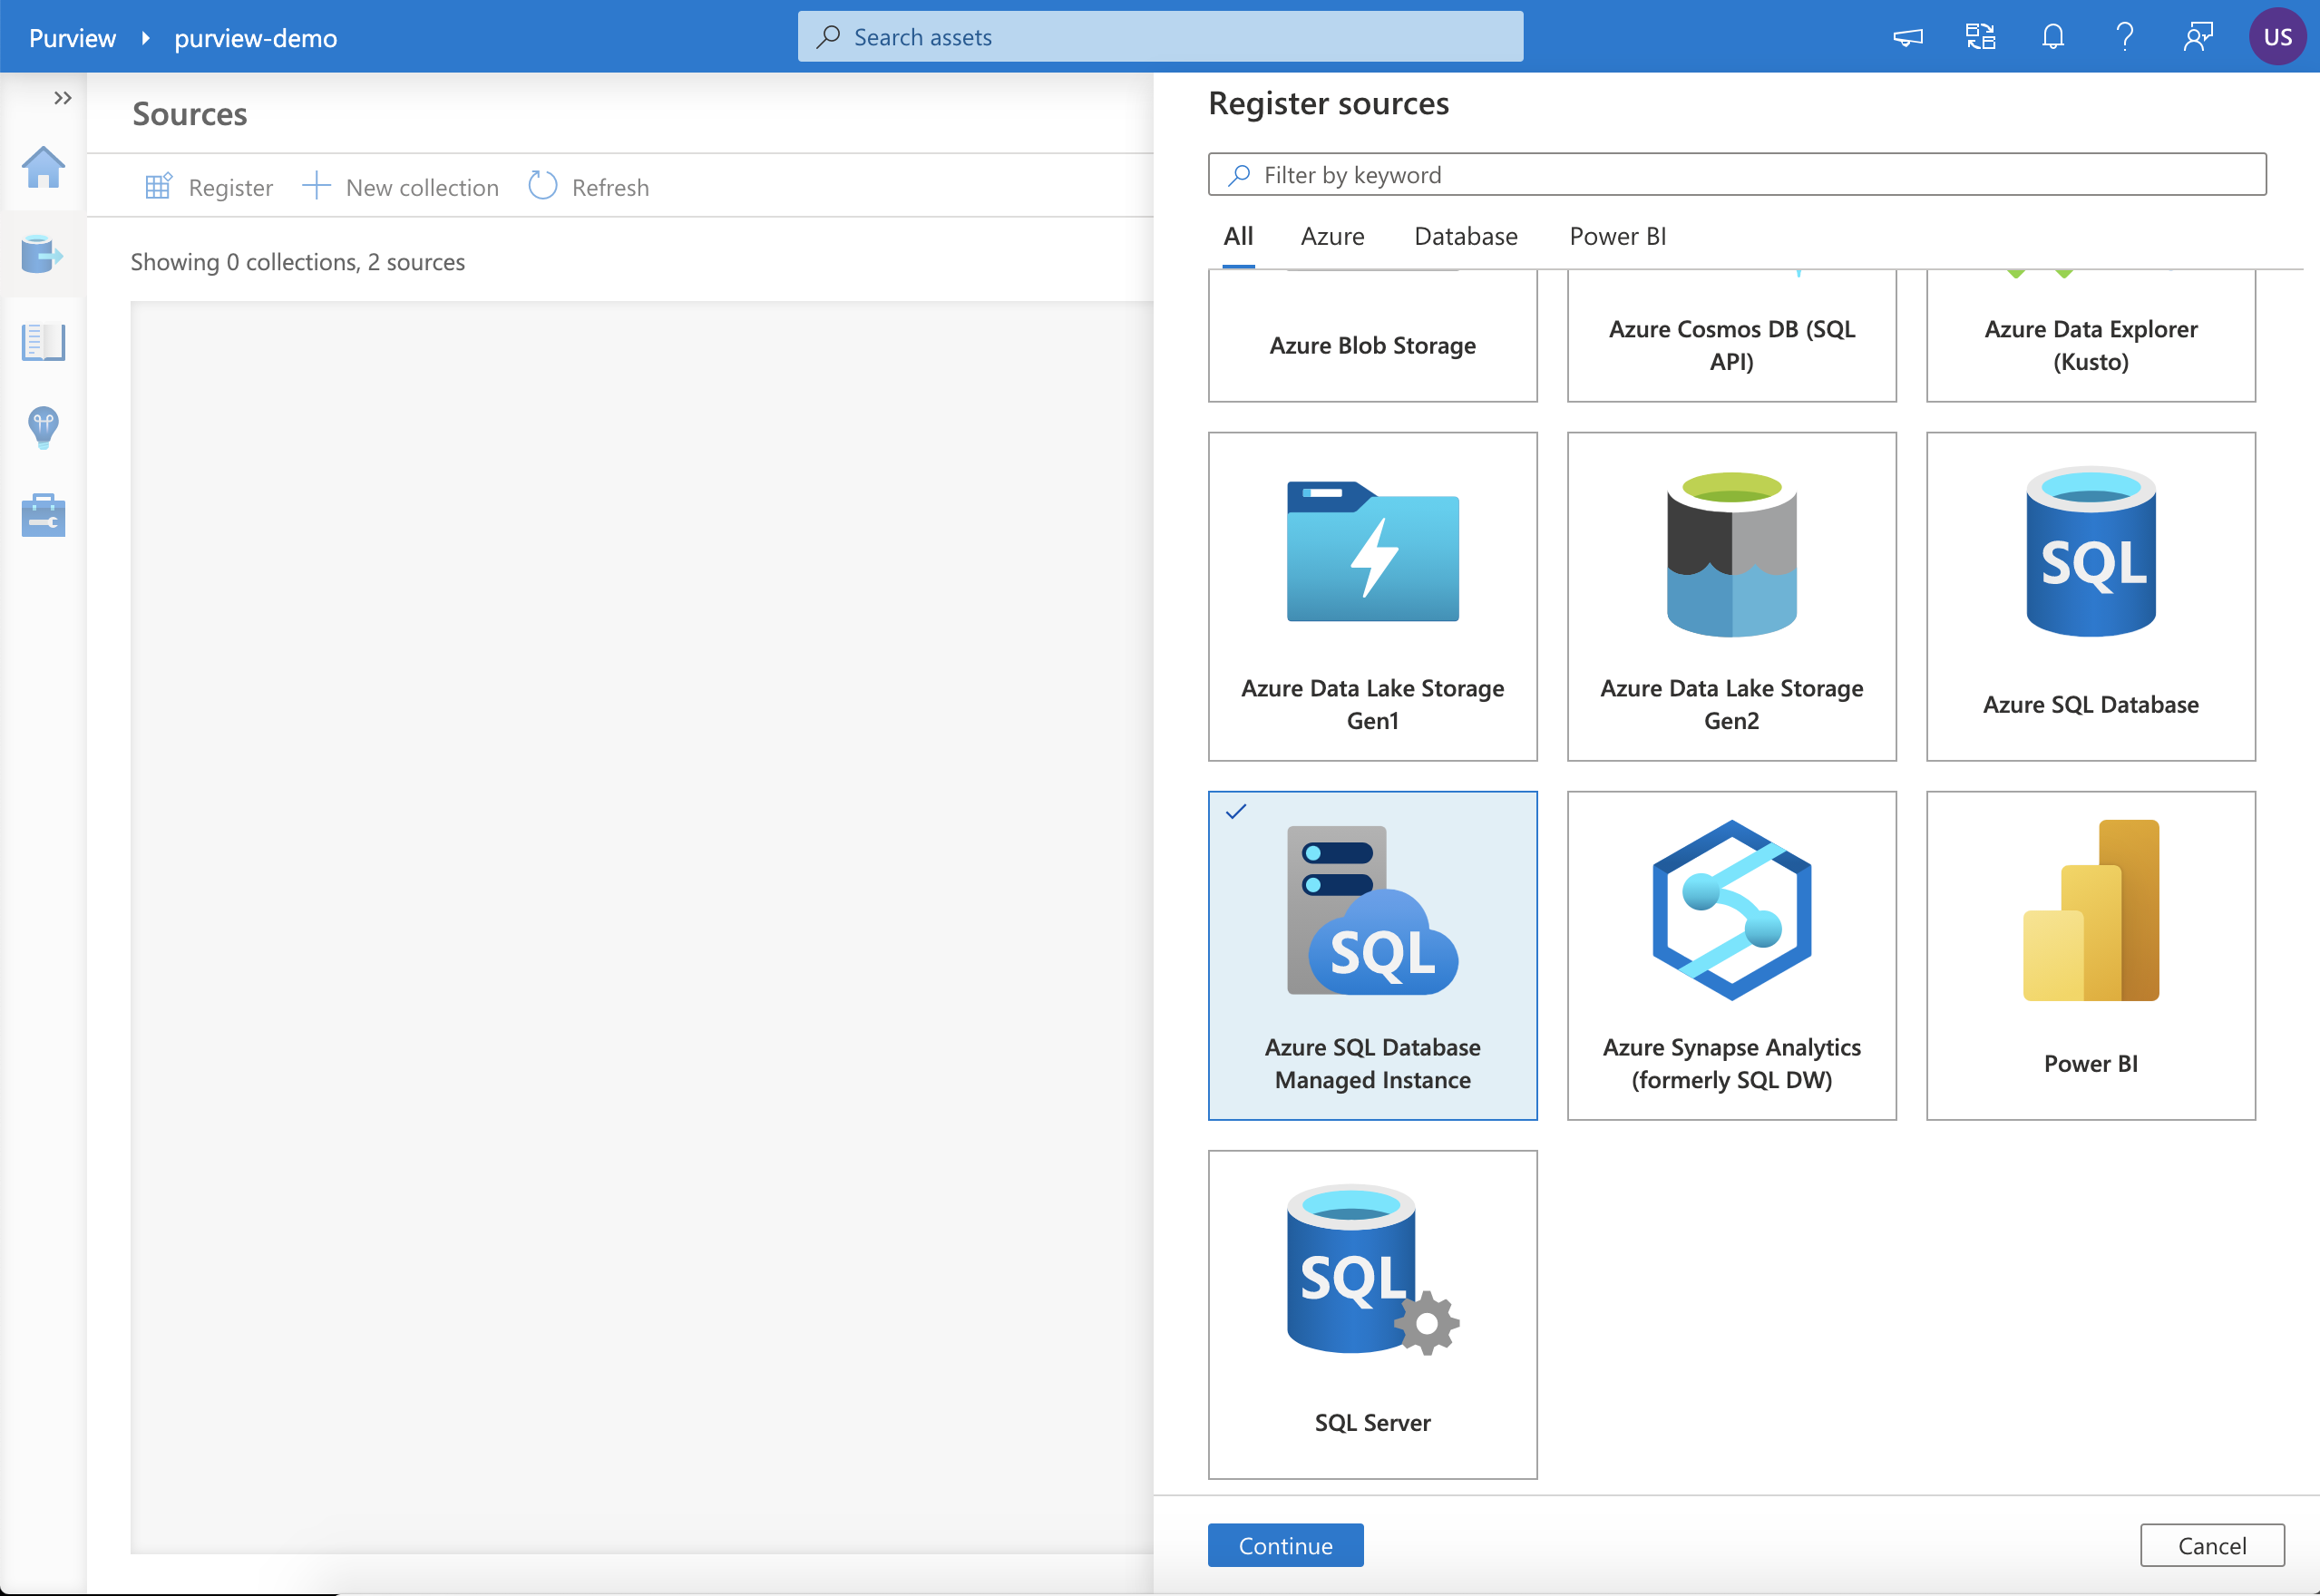 Purview
purview-demo
Search assets
US
Sources
Register
New collection
Refresh
Showing 0 collections, 2 sources
Register sources
Filter by keyword
All
Azure
Database
Power BI
Azure Blob Storage
Azure Cosmos DB (SQL
API)
Azure Data Explorer
(Kusto)
Azure Data Lake Storage
Gen1
Azure Data Lake Storage
Gen2
SQL
Azure SQL Database
SQL
Azure SQL Database
Managed Instance
Azure Synapse Analytics
(formerly SQL DW)
Power BI
SQL
SQL Server
Continue
Cancel